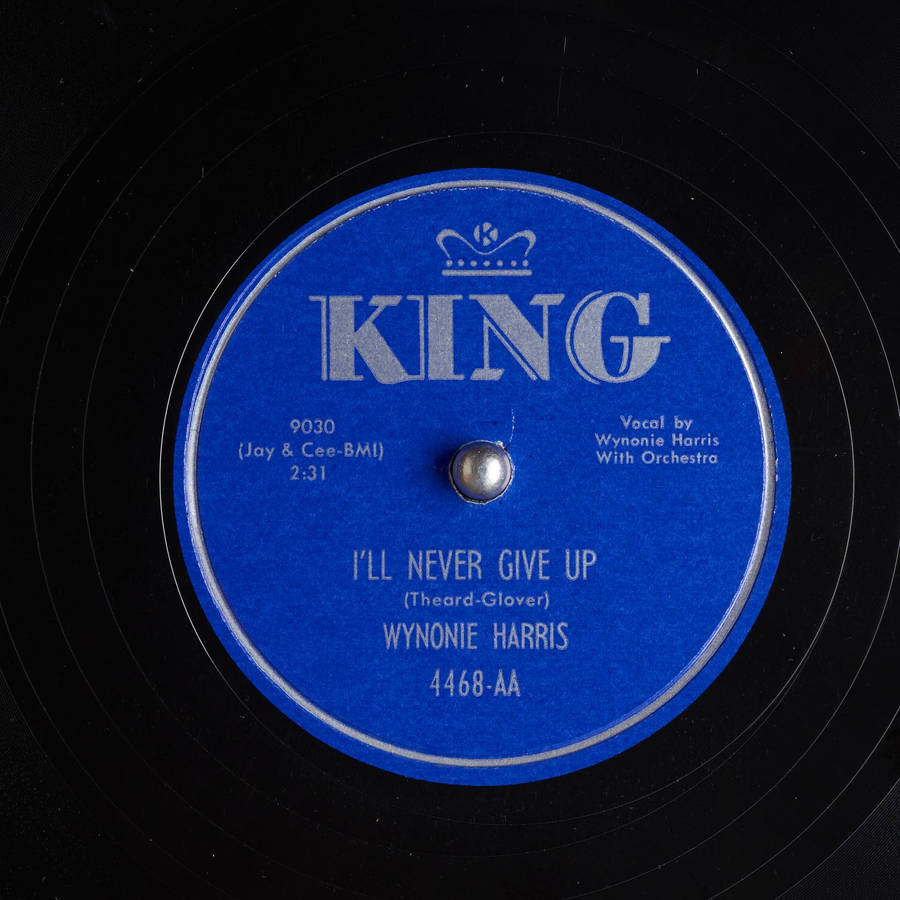 K
KING
9030
(Jay & Cee-BMI)
2:31
Vocal by
Wynonie Harris
With Orchestra
I'LL NEVER GIVE UP
(Theard-Glover)
WYNONIE HARRIS
4468-AA